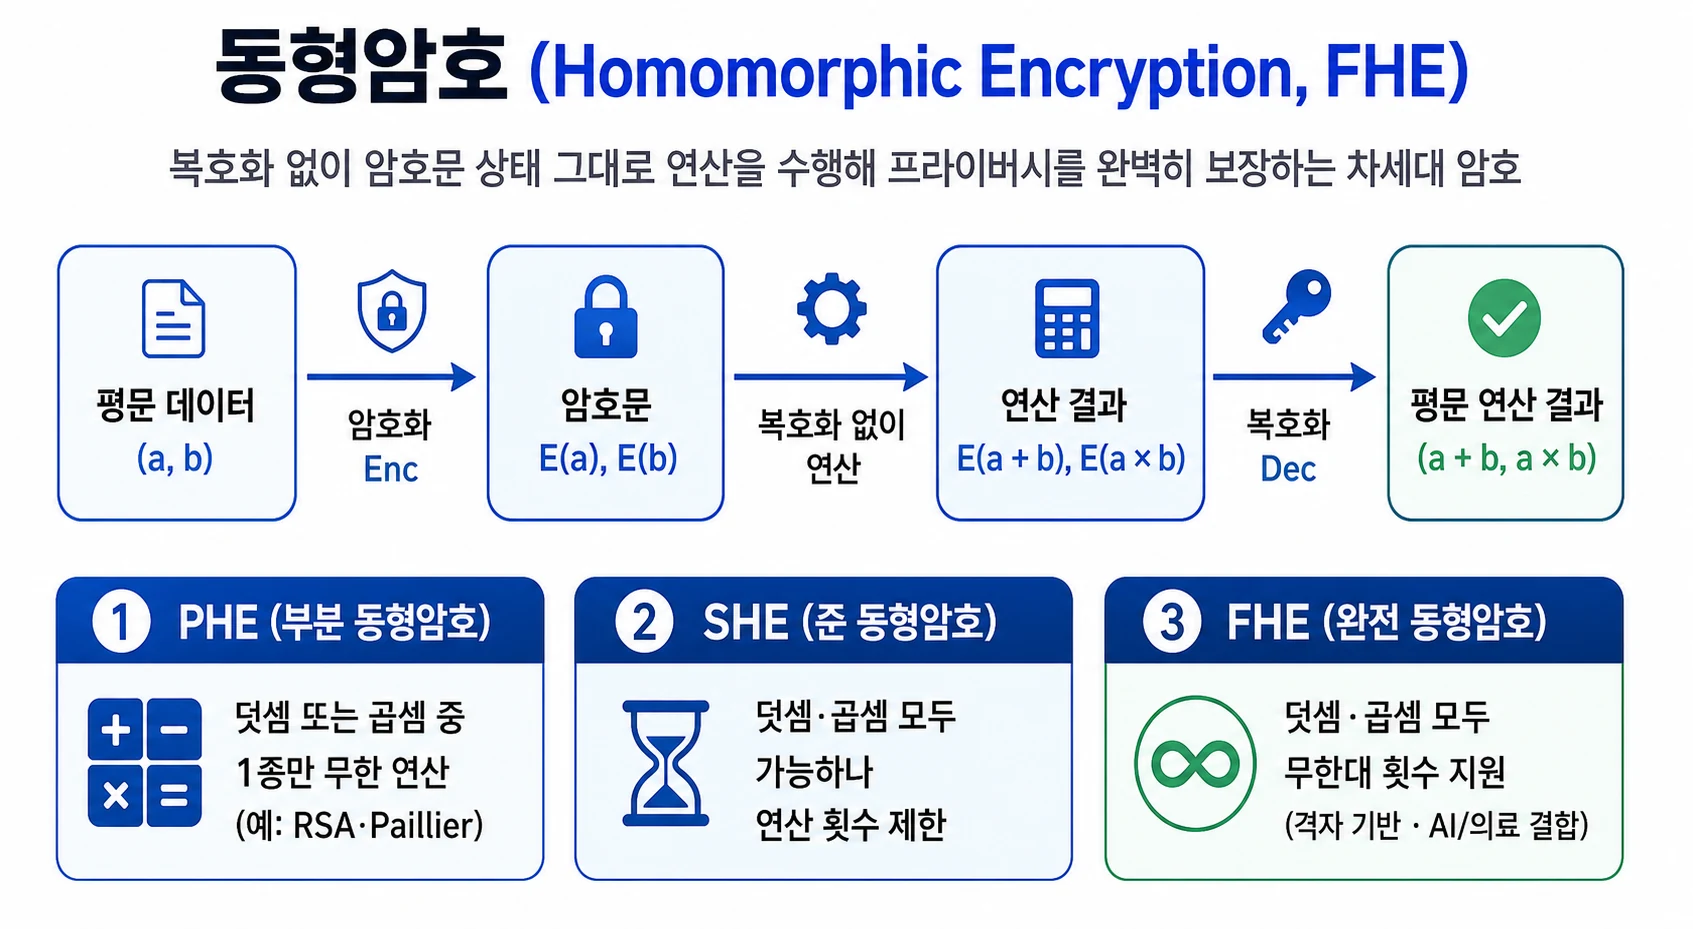 동형암호 (Homomorphic Encryption, FHE)
복호화 없이 암호문 상태 그대로 연산을 수행해 프라이버시를 완벽히 보장하는 차세대 암호
평문 데이터
(a, b)
암호화
Enc
암호문
E(a), E(b)
복호화 없이
연산
연산 결과
E(a + b), E(a × b)
복호화
Dec
평문 연산 결과
(a + b, a × b)
1 PHE (부분 동형암호)
덧셈 또는 곱셈 중
1종만 무한 연산
(예: RSA·Paillier)
2 SHE (준 동형암호)
덧셈·곱셈 모두
가능하나
연산 횟수 제한
3 FHE (완전 동형암호)
덧셈·곱셈 모두
무한대 횟수 지원
(격자 기반 · AI/의료 결합)